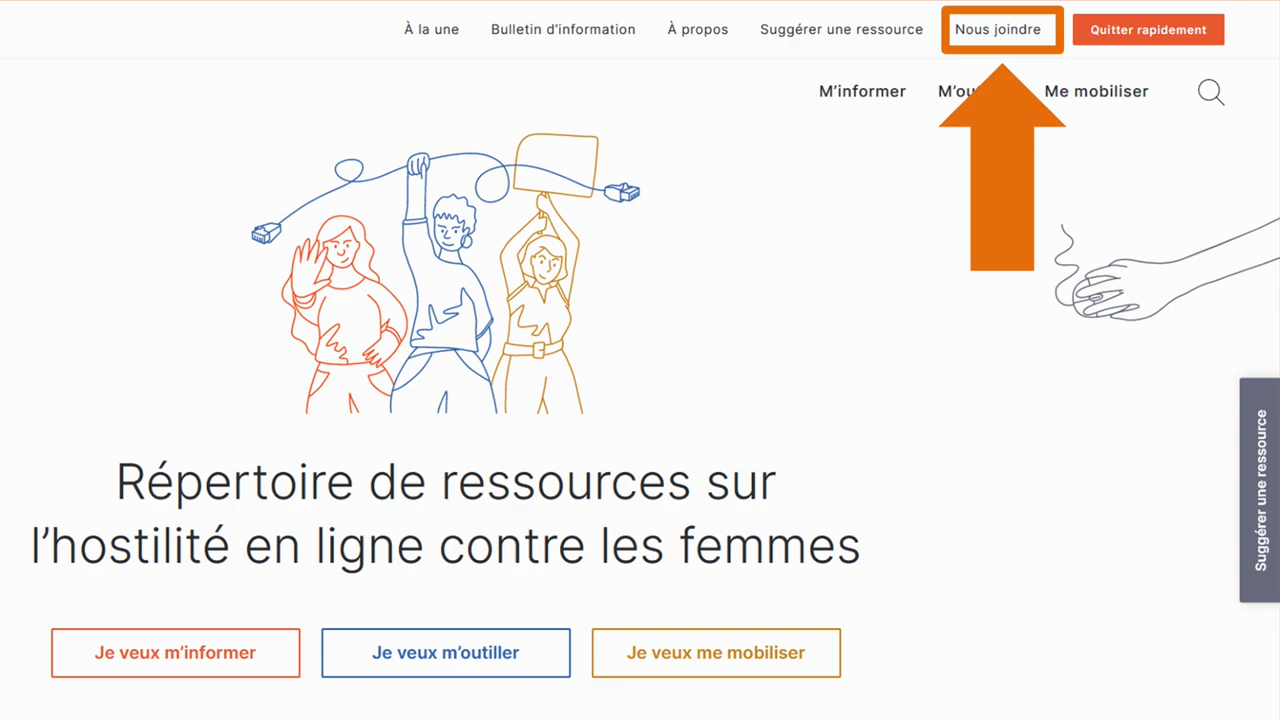 À la une Bulletin d'information À propos Suggérer une ressource Nous joindre Quitter rapidement
M'informer Me mobiliser
Répertoire de ressources sur
l'hostilité en ligne contre les femmes
Je veux m'informer Je veux m'outiller Je veux me mobiliser
Suggérer une ressource